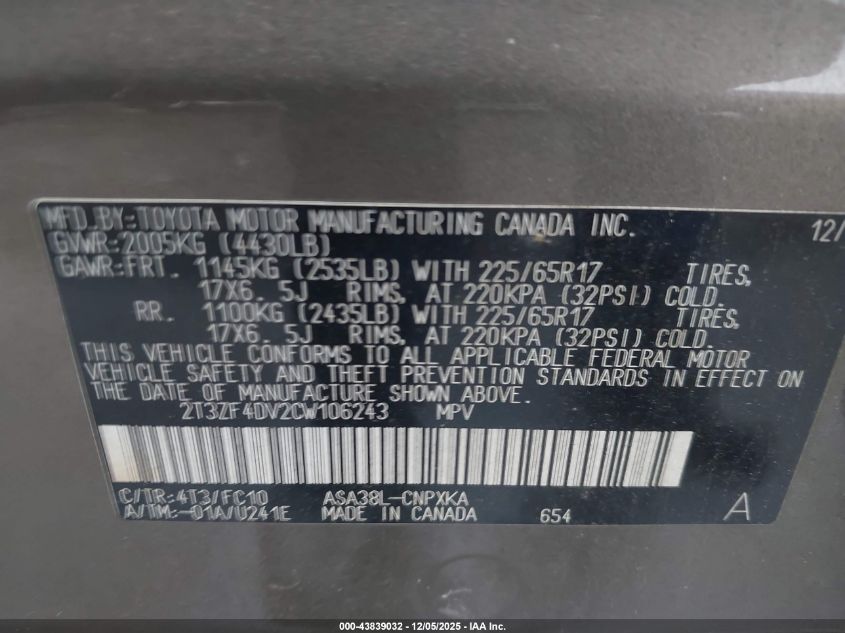 MFD. BY: TOYOTA MOTOR MANUFACTURING CANADA INC. 12/
GVWR: 2005KG (4430LB)
GAWR: FRT. 1145KG (2535LB) WITH 225/65R17 TIRES,
17X6. 5J RIMS, AT 220KPA (32PSI) COLD.
RR. 1100KG (2435LB) WITH 225/65R17 TIRES,
17X6. 5J RIMS, AT 220KPA (32PSI) COLD.
THIS VEHICLE CONFORMS TO ALL APPLICABLE FEDERAL MOTOR
VEHICLE SAFETY AND THEFT PREVENTION STANDARDS IN EFFECT ON
THE DATE OF MANUFACTURE SHOWN ABOVE.
2T3ZF4DV2CW106243 MPV
C/TR: 4T3/FC10 ASA38L-CNPXKA
A/TM: -01A/U241E MADE IN CANADA 654 A
000-43839032 - 12/05/2025 - IAA Inc.